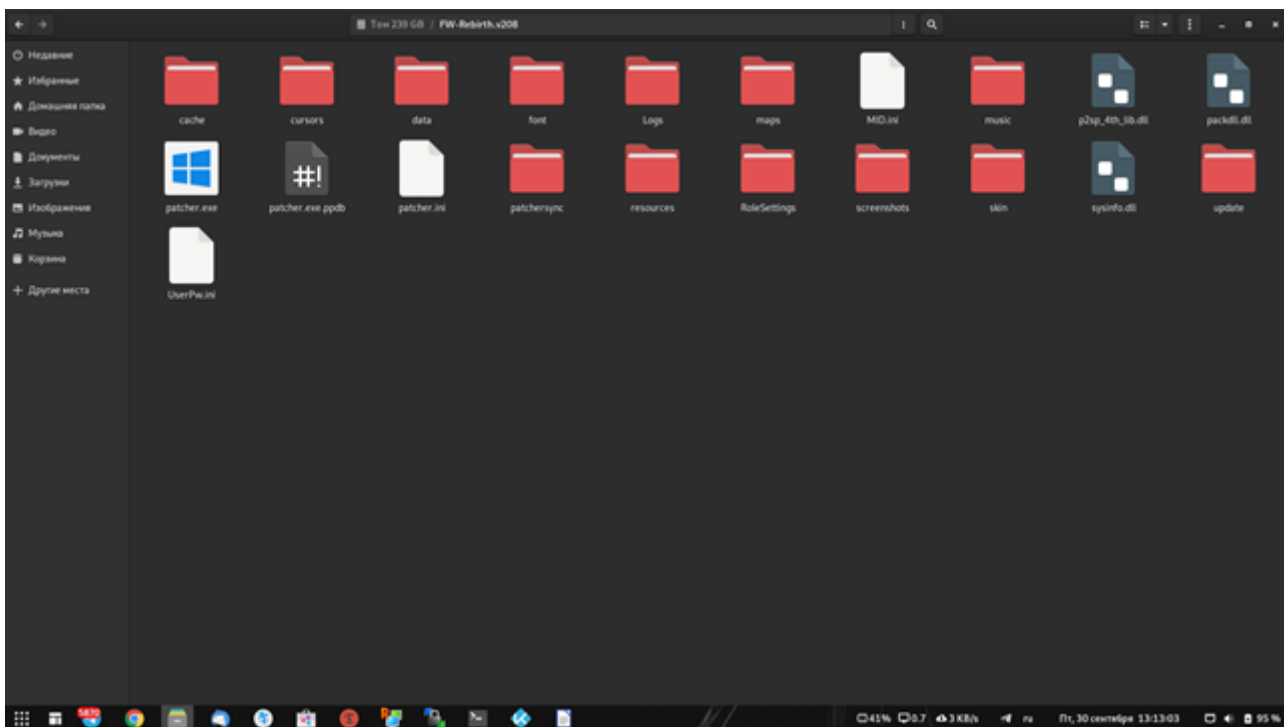 Том 239 GB / FW-Rebirth.v208
Недавние
Избранные
Домашняя папка
Видео
Документы
Загрузки
Изображения
Музыка
Корзина
Другие места
cache cursors data font Logs maps MID.ini music p2sp_4th_lib.dll packdll.dll
patcher.exe patcher.exe.ppdb patcher.ini patchersync resources RoleSettings screenshots skin sysinfo.dll update
UserPw.ini
5870 41% 0.7 3 KB/s ru Пт, 30 сентября 13:13:03 95 %